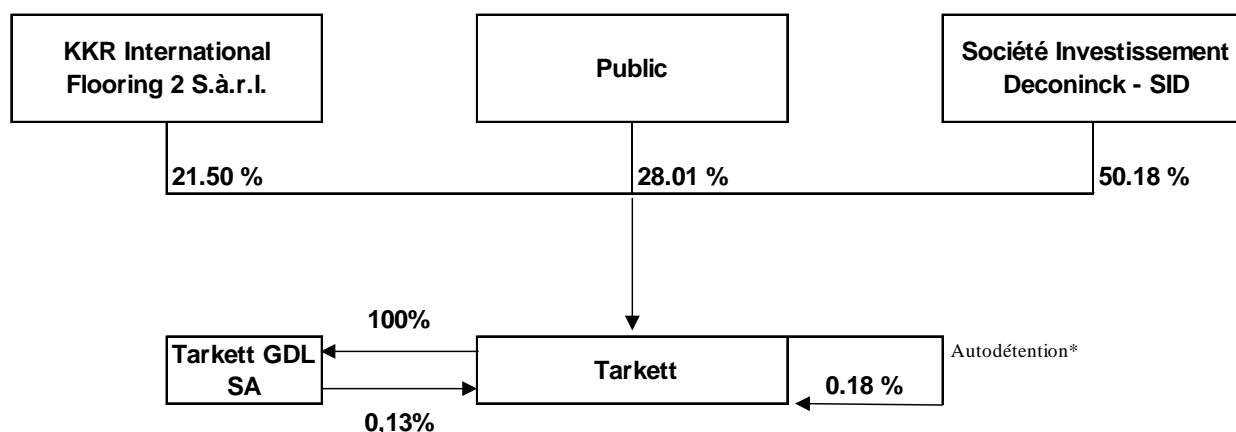 KKR International
Flooring 2 S.à.r.l.
Public
Société Investissement
Deconinck - SID
21.50 %
28.01 %
50.18 %
100%
Tarkett GDL
SA
Tarkett
Autodétention*
0.18 %
0,13%